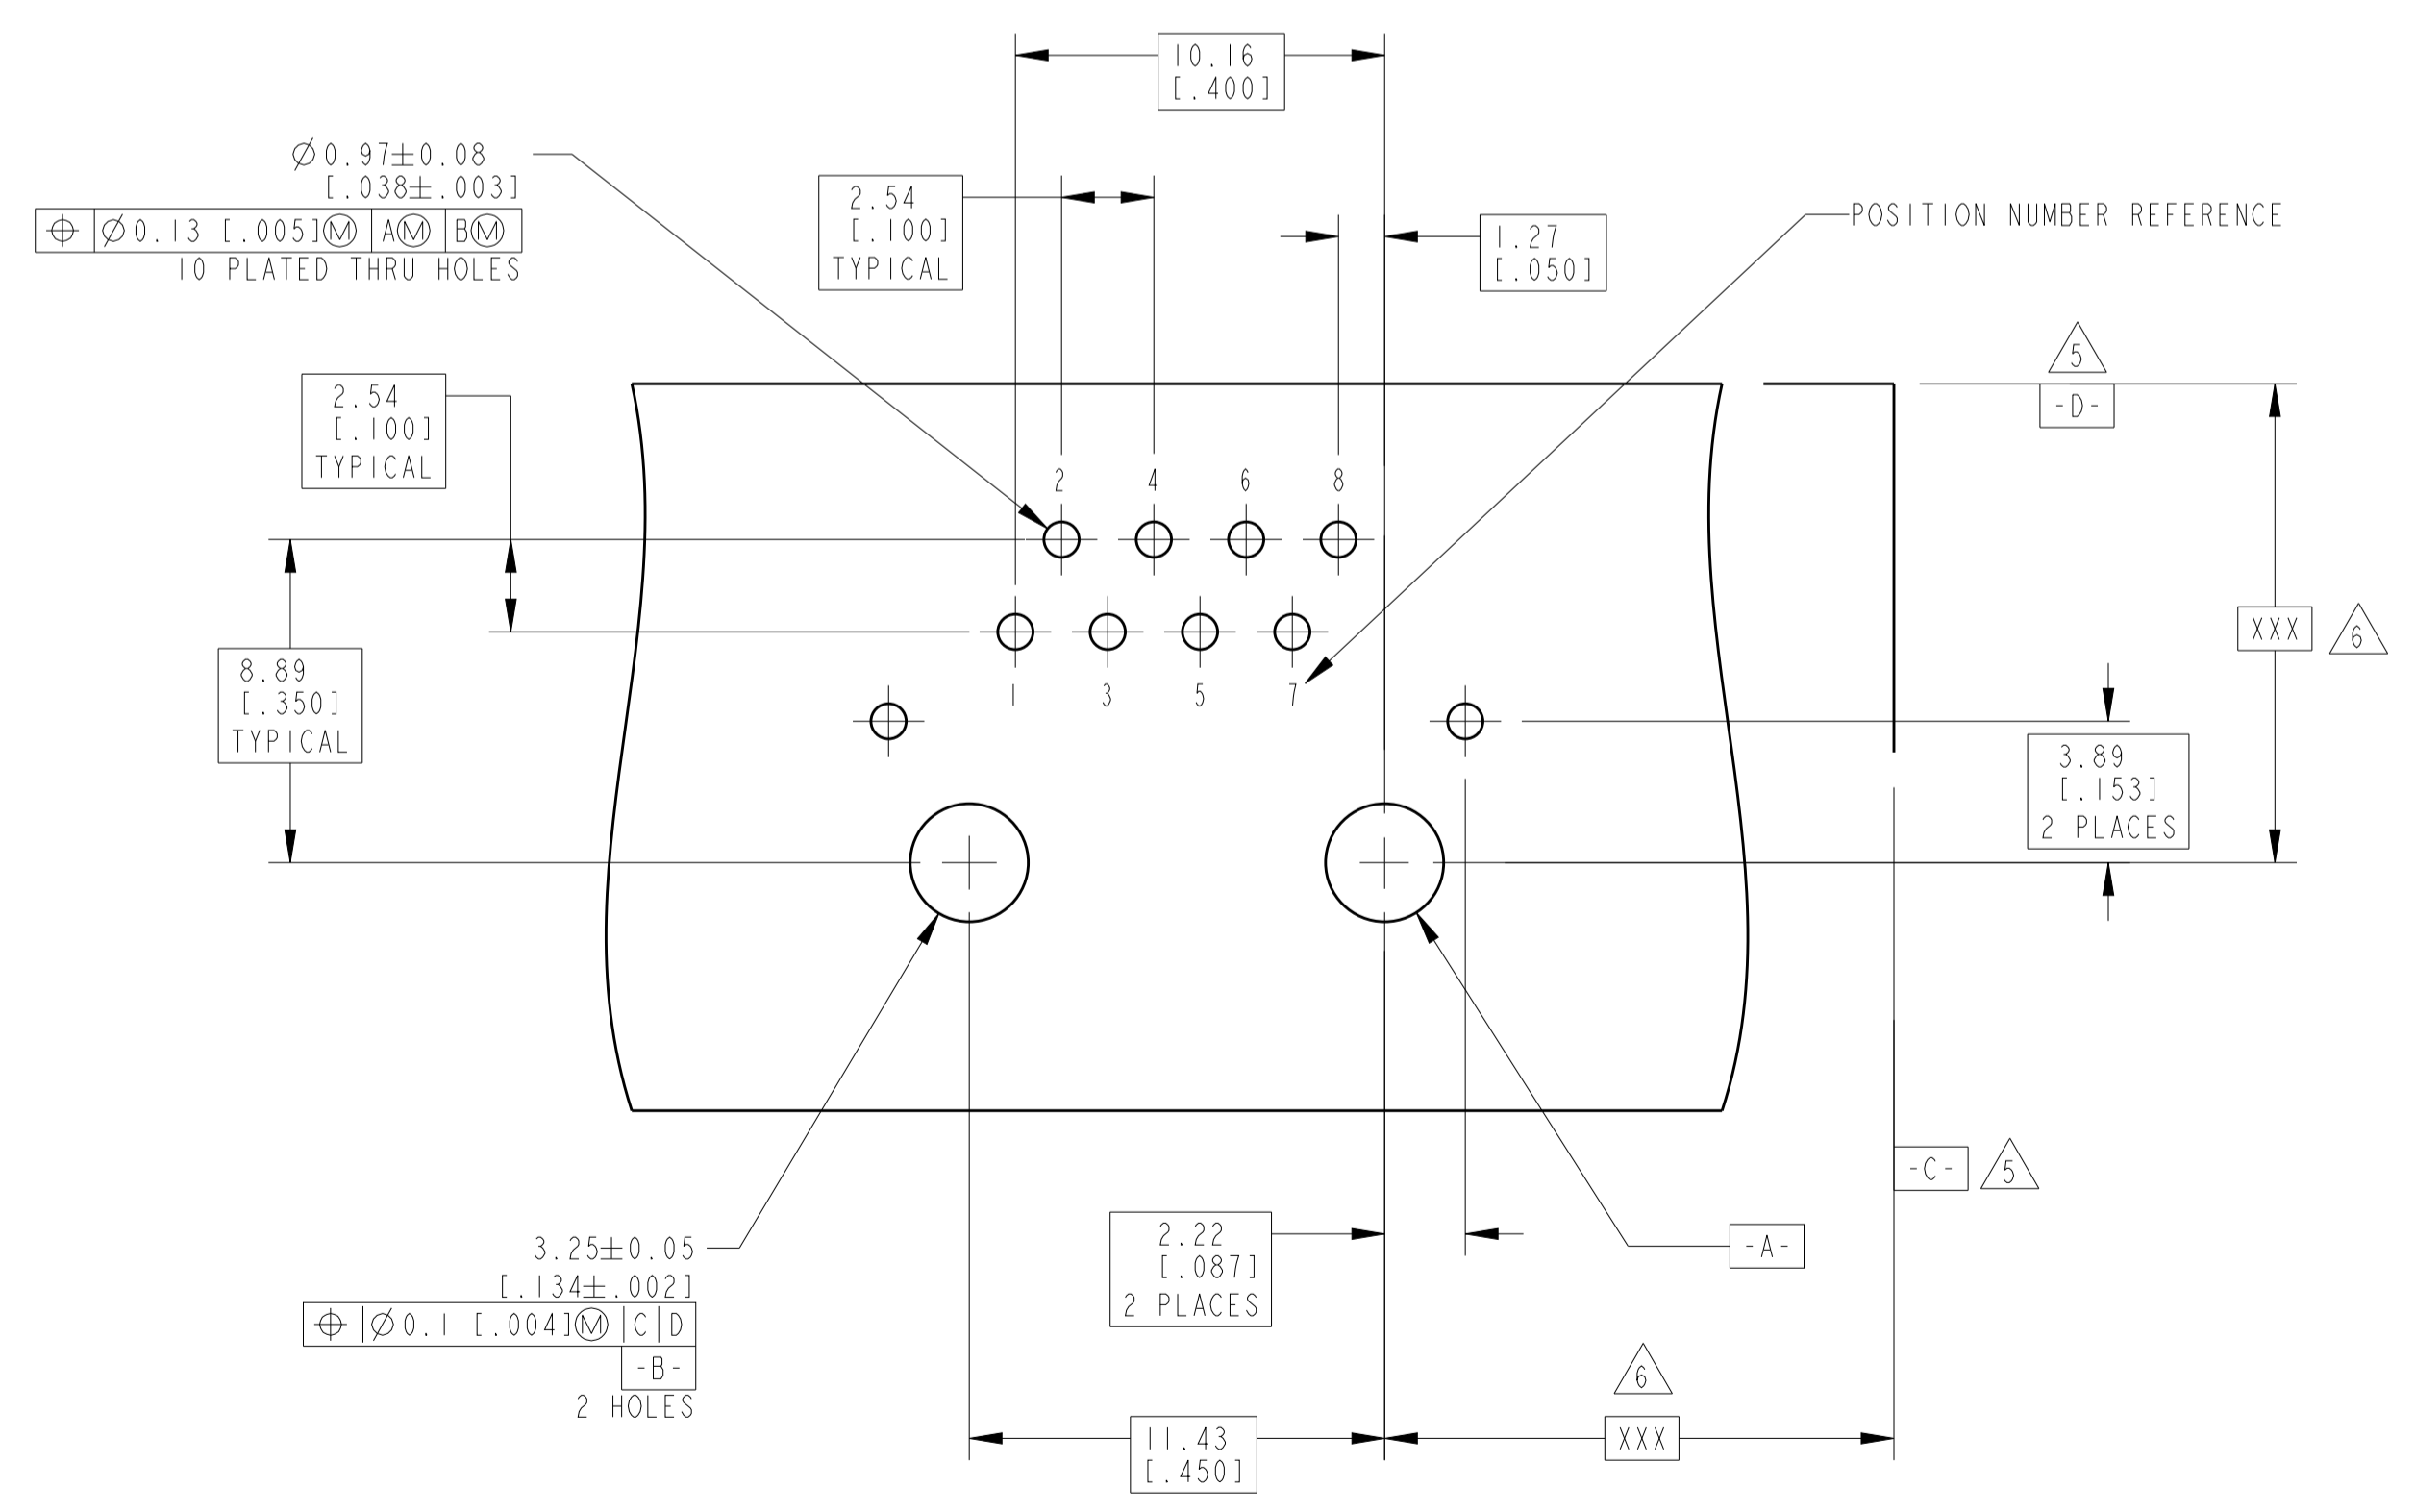 10.16
[.400]
Ø0.97±0.08
[.038±.003]
⌖ Ø0.13 [.005]Ⓜ AⓂ BⓂ
10 PLATED THRU HOLES
2.54
[.100]
TYPICAL
1.27
[.050]
POSITION NUMBER REFERENCE
5
-D-
2.54
[.100]
TYPICAL
2 4 6 8
XXX 6
8.89
[.350]
TYPICAL
1 3 5 7
3.89
[.153]
2 PLACES
-C- 5
2.22
[.087]
2 PLACES
-A-
3.25±0.05
[.134±.002]
⌖ Ø0.1 [.004]Ⓜ C D
-B-
2 HOLES
6
11.43
[.450]
XXX